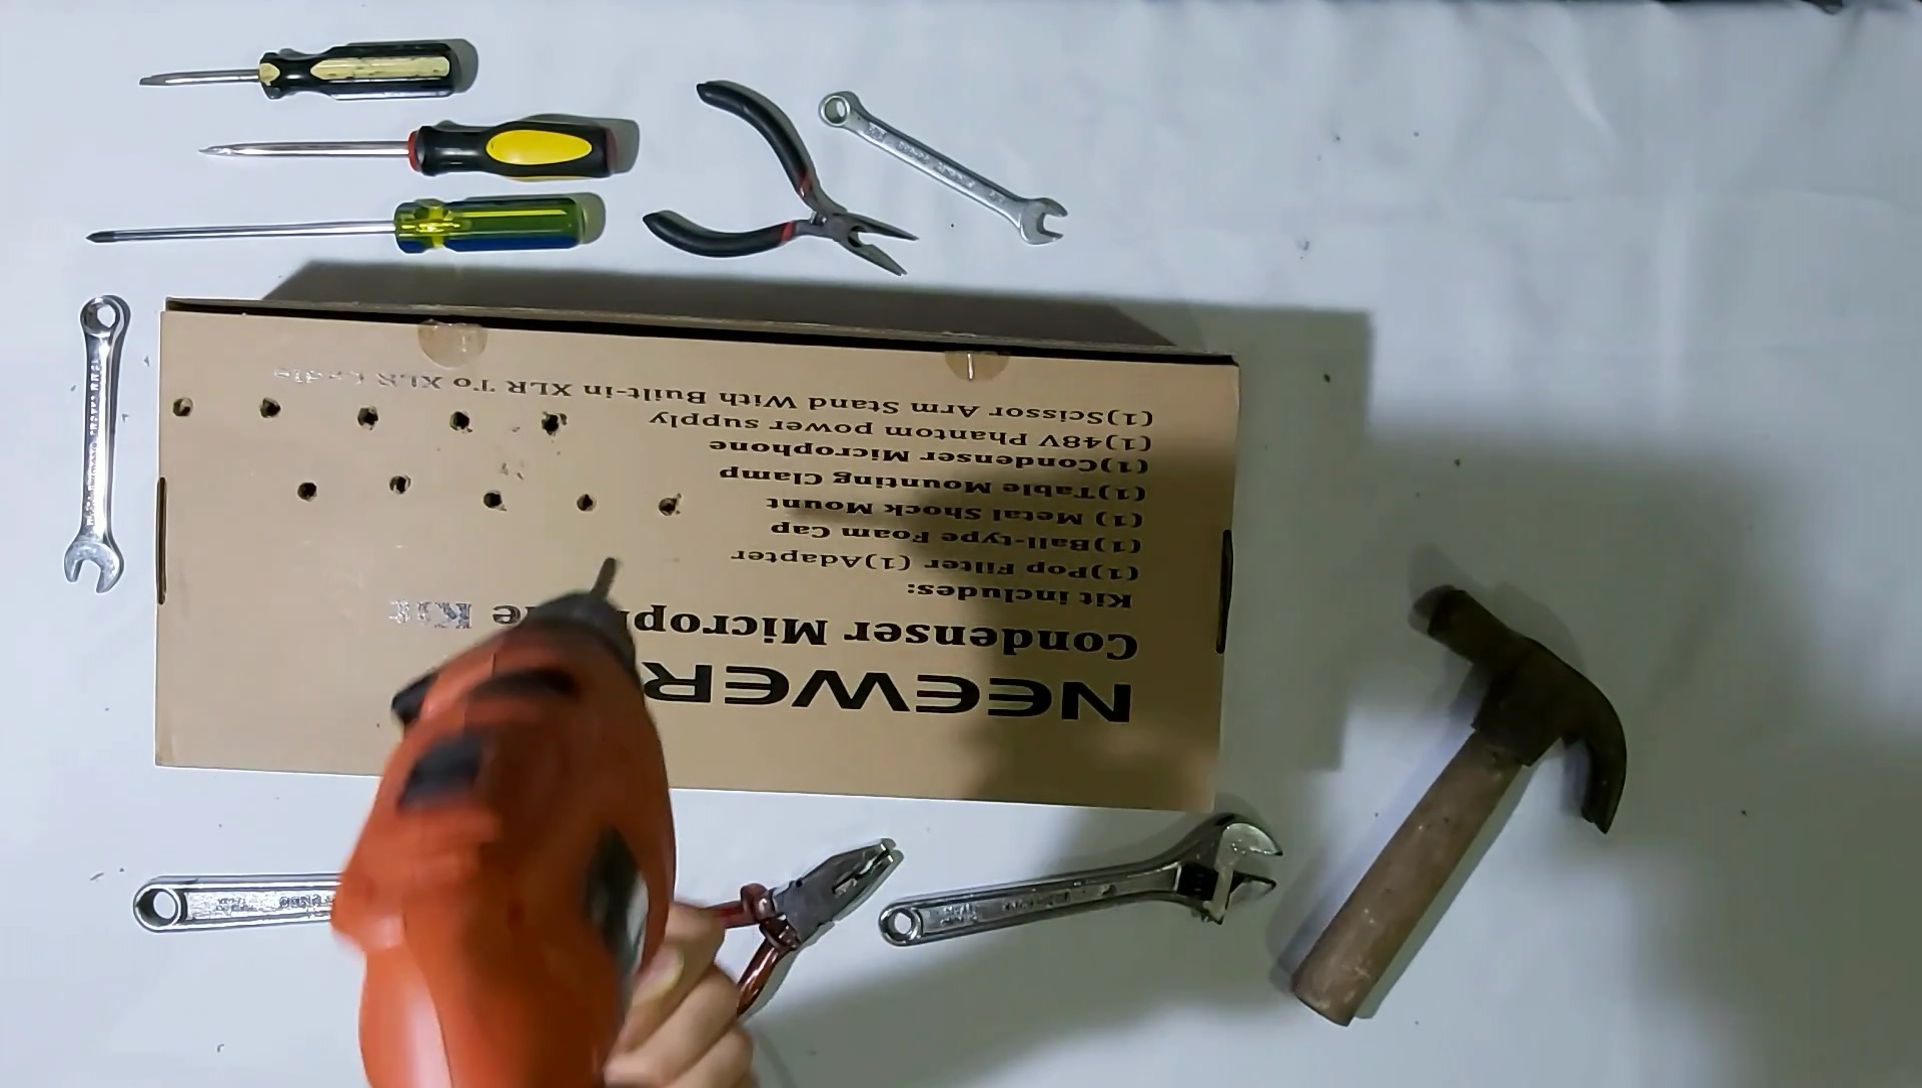 NEEWER
Condenser Microp e Kit
Kit includes:
(1)Pop Filter (1)Adapter
(1)Ball-type Foam Cap
(1) Metal Shock Mount
(1)Table Mounting Clamp
(1)Condenser Microphone
(1)48V Phantom power supply
(1)Scissor Arm Stand With Built-in XLR To XLR Cable